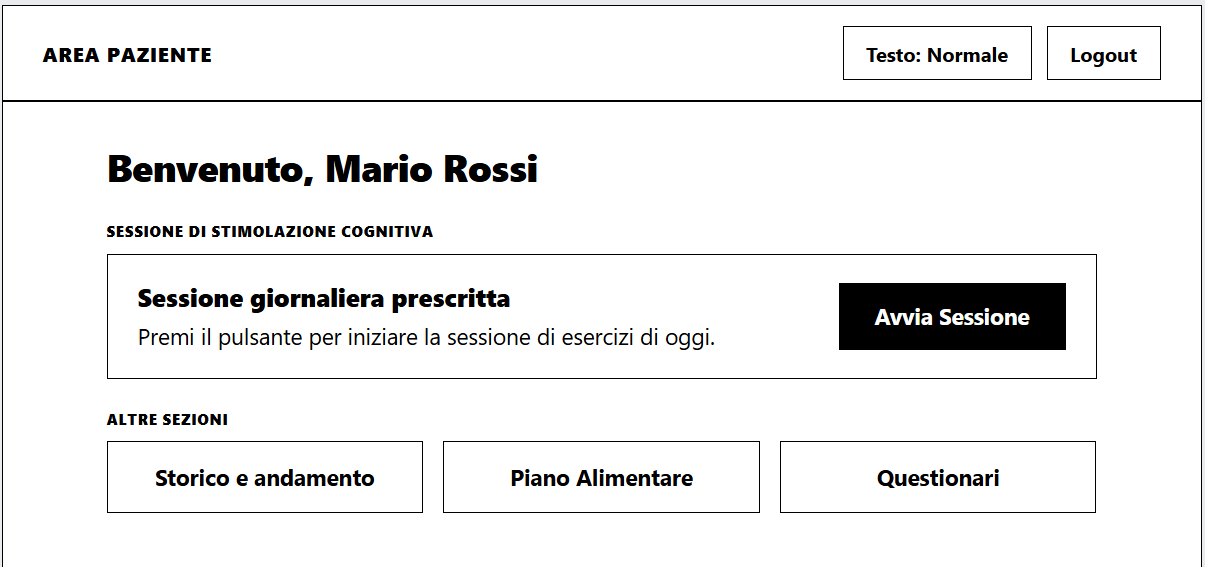 AREA PAZIENTE
Testo: Normale
Logout
Benvenuto, Mario Rossi
SESSIONE DI STIMOLAZIONE COGNITIVA
Sessione giornaliera prescritta
Premi il pulsante per iniziare la sessione di esercizi di oggi.
Avvia Sessione
ALTRE SEZIONI
Storico e andamento
Piano Alimentare
Questionari